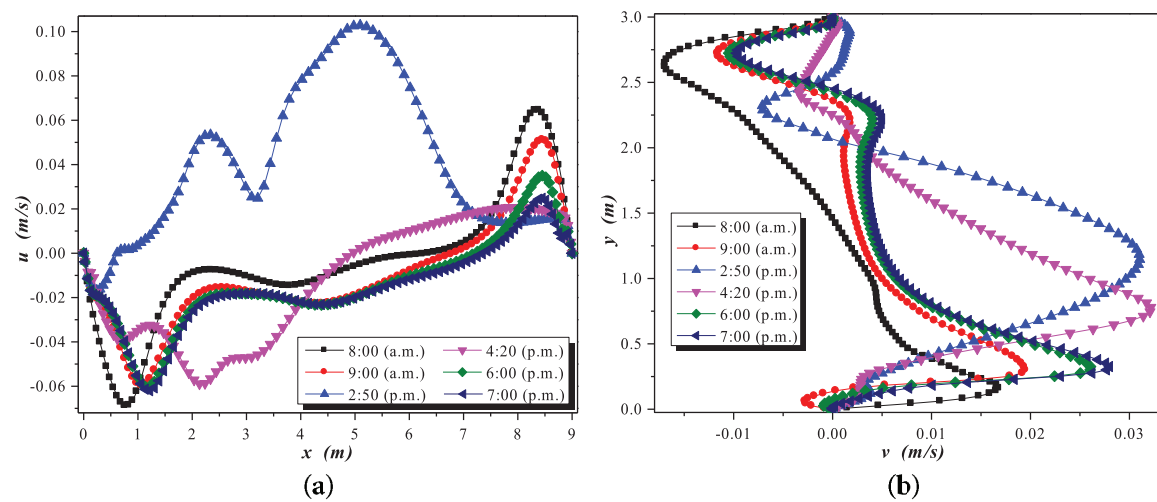 (a)
u (m/s)
0.10
0.08
0.06
0.04
0.02
0.00
-0.02
-0.04
-0.06
8:00 (a.m.) 4:20 (p.m.)
9:00 (a.m.) 6:00 (p.m.)
2:50 (p.m.) 7:00 (p.m.)
0 1 2 3 4 5 6 7 8 9
x (m)
(a)
b)
y (m)
3.0
2.5
2.0
1.5
1.0
0.5
0.0
8:00 (a.m.)
9:00 (a.m.)
2:50 (p.m.)
4:20 (p.m.)
6:00 (p.m.)
7:00 (p.m.)
-0.01 0.00 0.01 0.02 0.03
v (m/s)
(b)